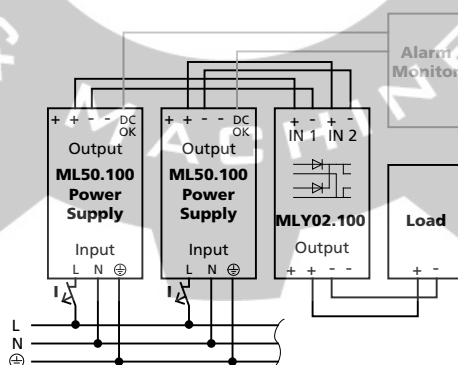 Alarm /
Monitor
+ + - - DC OK
+ + - - DC OK
+ - + -
IN 1 IN 2
Output
Output
ML50.100
Power
Supply
ML50.100
Power
Supply
MLY02.100
Load
Input
Input
Output
L N ⏚
L N ⏚
+ + - -
+ -
I
I
L
N
⏚
MACHINE